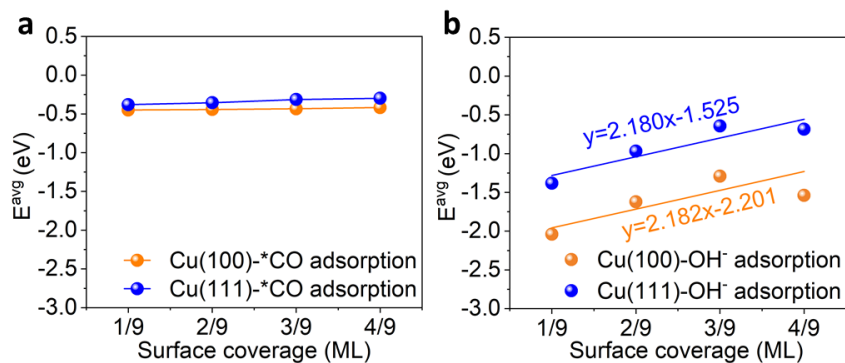 a
0.5
0.0
-0.5
-1.0
-1.5
-2.0
-2.5
-3.0
E^avg (eV)
Cu(100)-*CO adsorption
Cu(111)-*CO adsorption
1/9 2/9 3/9 4/9
Surface coverage (ML)
b
0.5
0.0
-0.5
-1.0
-1.5
-2.0
-2.5
-3.0
E^avg (eV)
y=2.180x-1.525
y=2.182x-2.201
Cu(100)-OH⁻ adsorption
Cu(111)-OH⁻ adsorption
1/9 2/9 3/9 4/9
Surface coverage (ML)